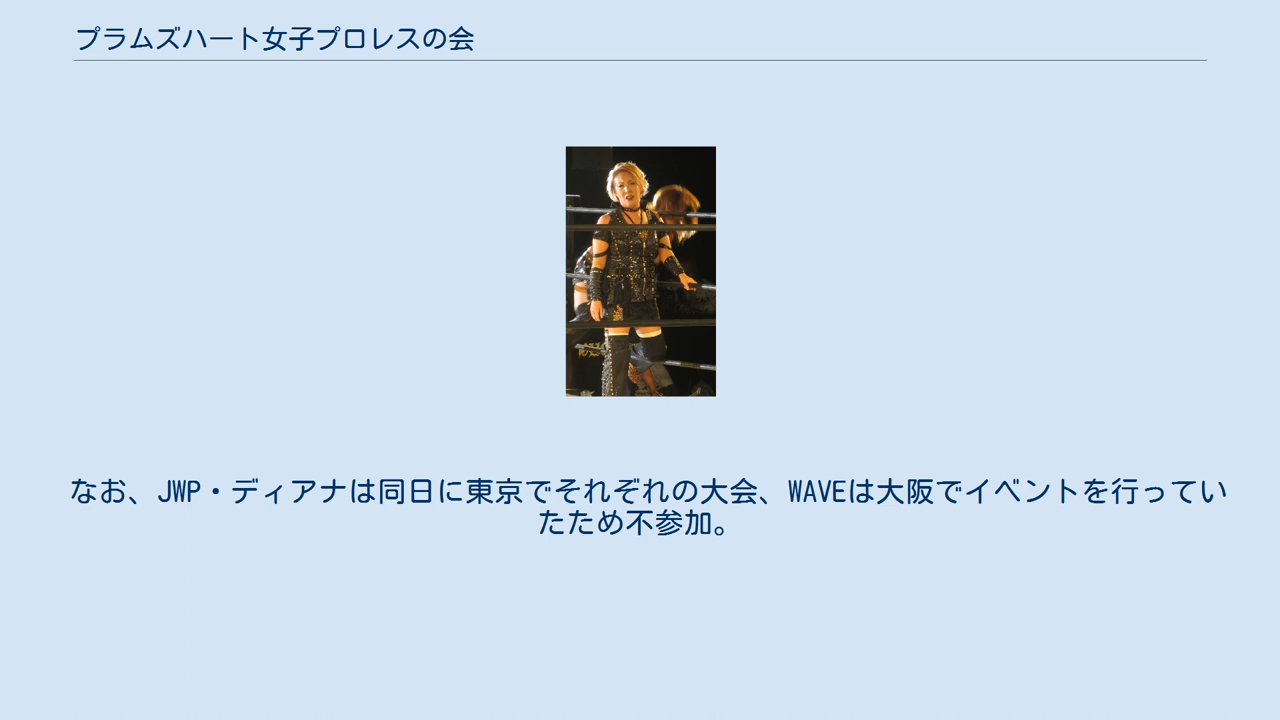 プラムズハート女子プロレスの会
なお、JWP・ディアナは同日に東京でそれぞれの大会、WAVEは大阪でイベントを行ってい
たため不参加。